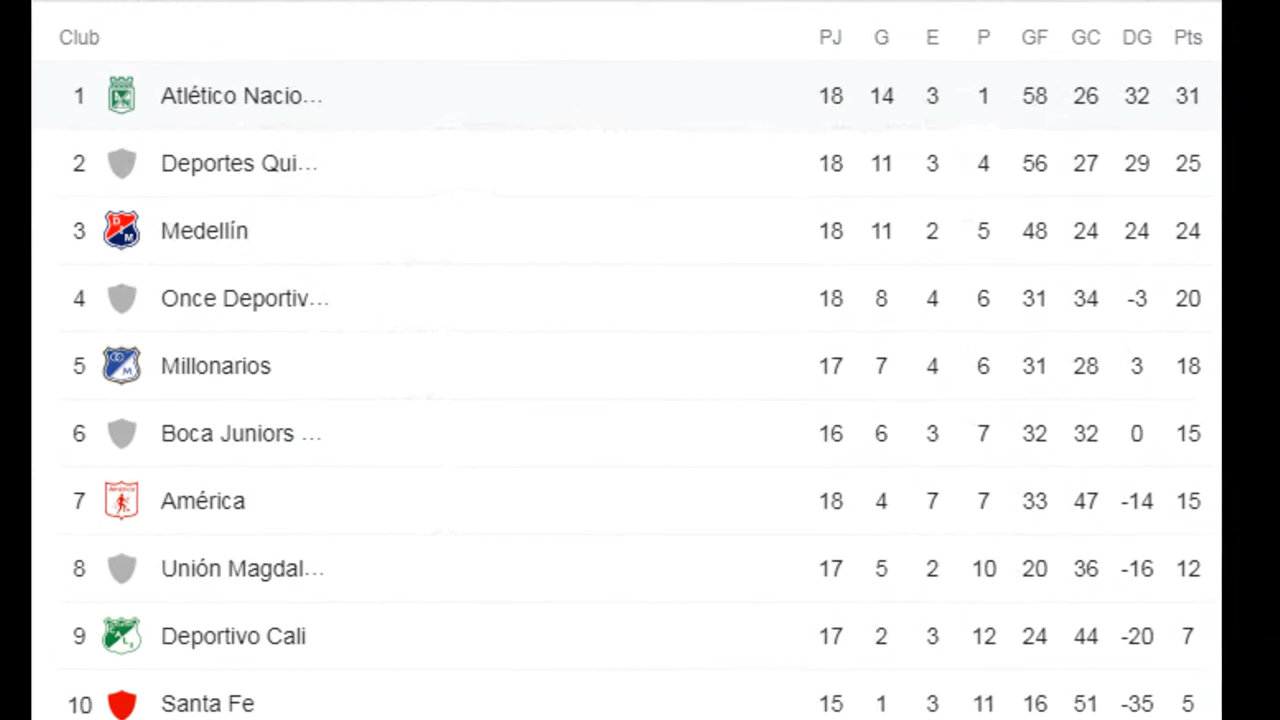 Club PJ G E P GF GC DG Pts
1 Atlético Nacio... 18 14 3 1 58 26 32 31
2 Deportes Qui... 18 11 3 4 56 27 29 25
3 Medellín 18 11 2 5 48 24 24 24
4 Once Deportiv... 18 8 4 6 31 34 -3 20
5 Millonarios 17 7 4 6 31 28 3 18
6 Boca Juniors ... 16 6 3 7 32 32 0 15
7 América 18 4 7 7 33 47 -14 15
8 Unión Magdal... 17 5 2 10 20 36 -16 12
9 Deportivo Cali 17 2 3 12 24 44 -20 7
10 Santa Fe 15 1 3 11 16 51 -35 5